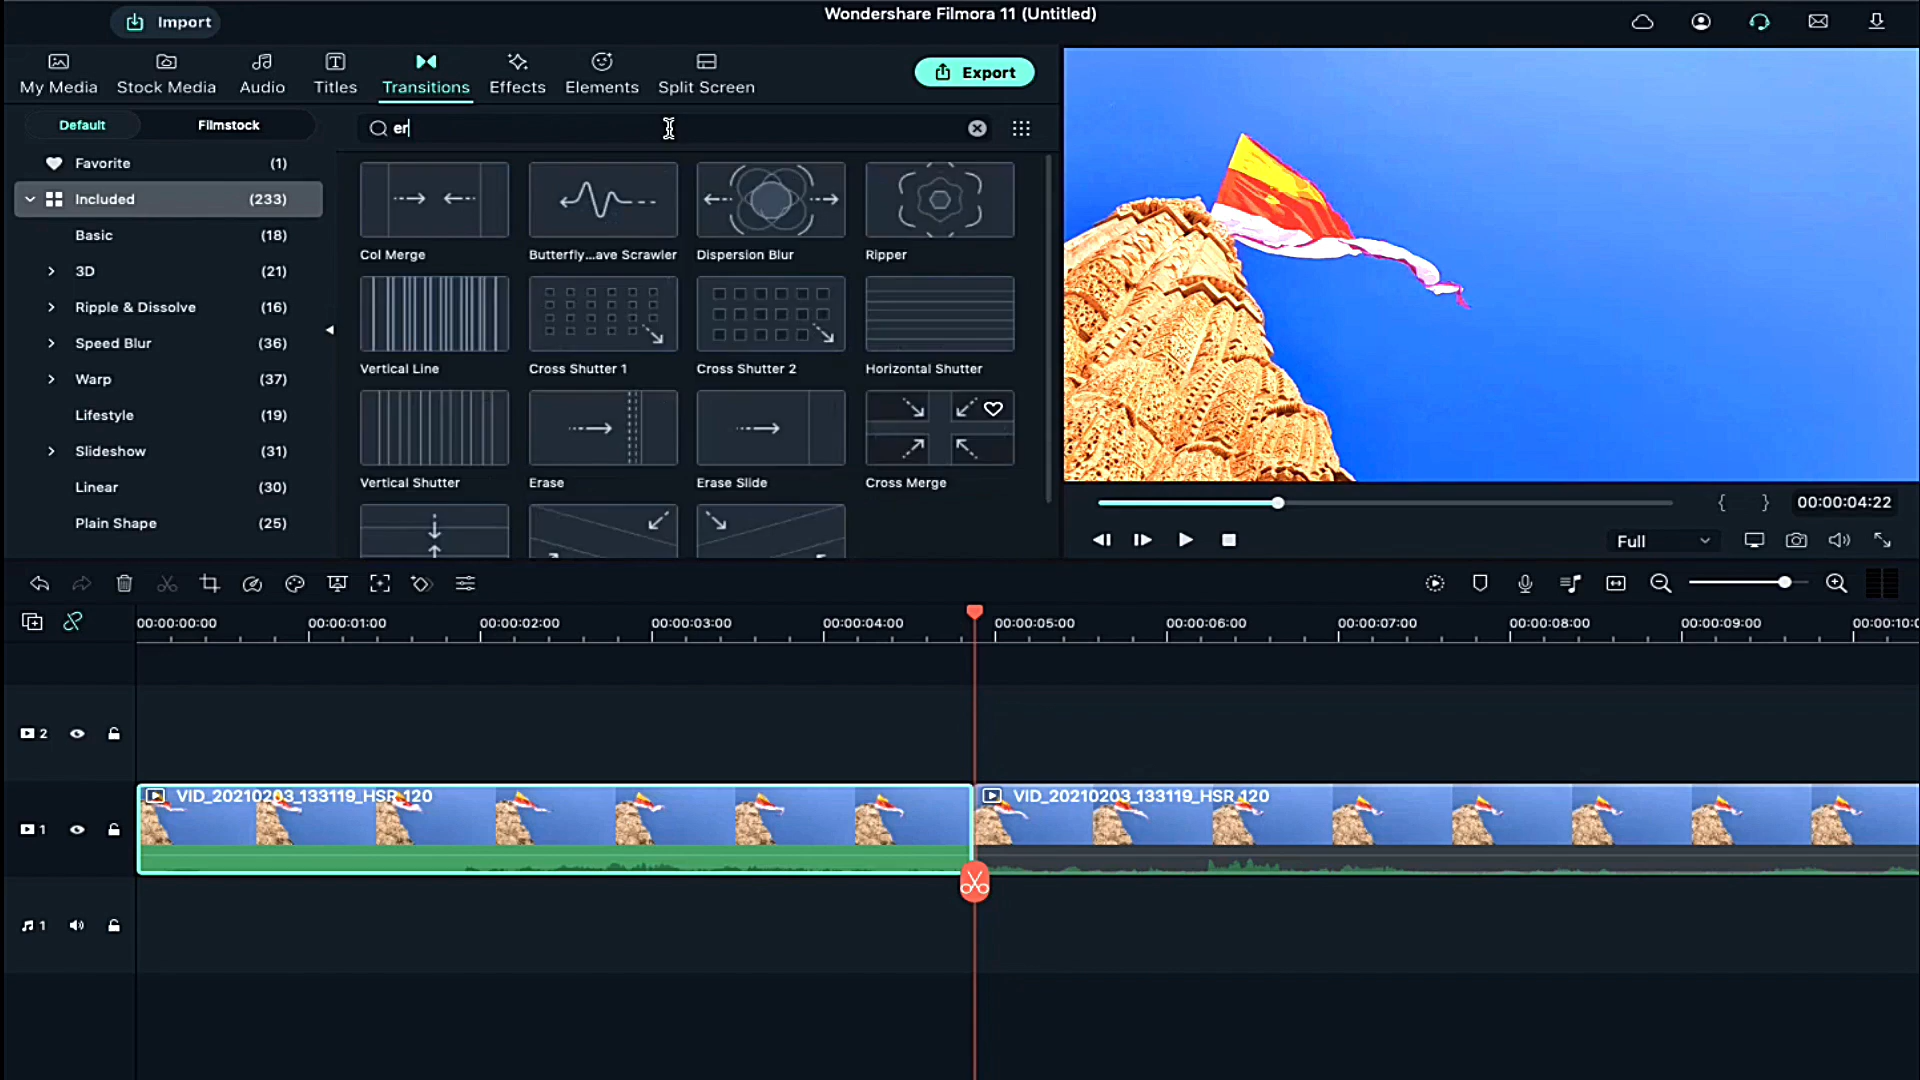 Import
Wondershare Filmora 11 (Untitled)
My Media
Stock Media
Audio
Titles
Transitions
Effects
Elements
Split Screen
Export
Default
Filmstock
er
Favorite (1)
Included (233)
Basic (18)
3D (21)
Ripple & Dissolve (16)
Speed Blur (36)
Warp (37)
Lifestyle (19)
Slideshow (31)
Linear (30)
Plain Shape (25)
Col Merge
Butterfly...ave Scrawler
Dispersion Blur
Ripper
Vertical Line
Cross Shutter 1
Cross Shutter 2
Horizontal Shutter
Vertical Shutter
Erase
Erase Slide
Cross Merge
{ } 00:00:04:22
Full
00:00:00:00 00:00:01:00 00:00:02:00 00:00:03:00 00:00:04:00 00:00:05:00 00:00:06:00 00:00:07:00 00:00:08:00 00:00:09:00 00:00:10:0
2
VID_20210203_133119_HSR_120
VID_20210203_133119_HSR_120
1
1